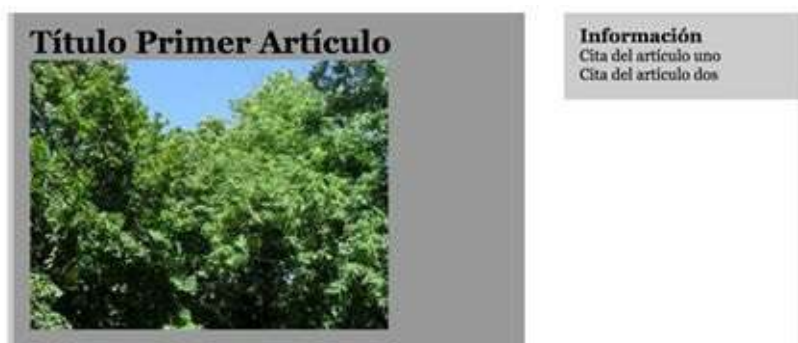 Título Primer Artículo
Información
Cita del artículo uno
Cita del artículo dos